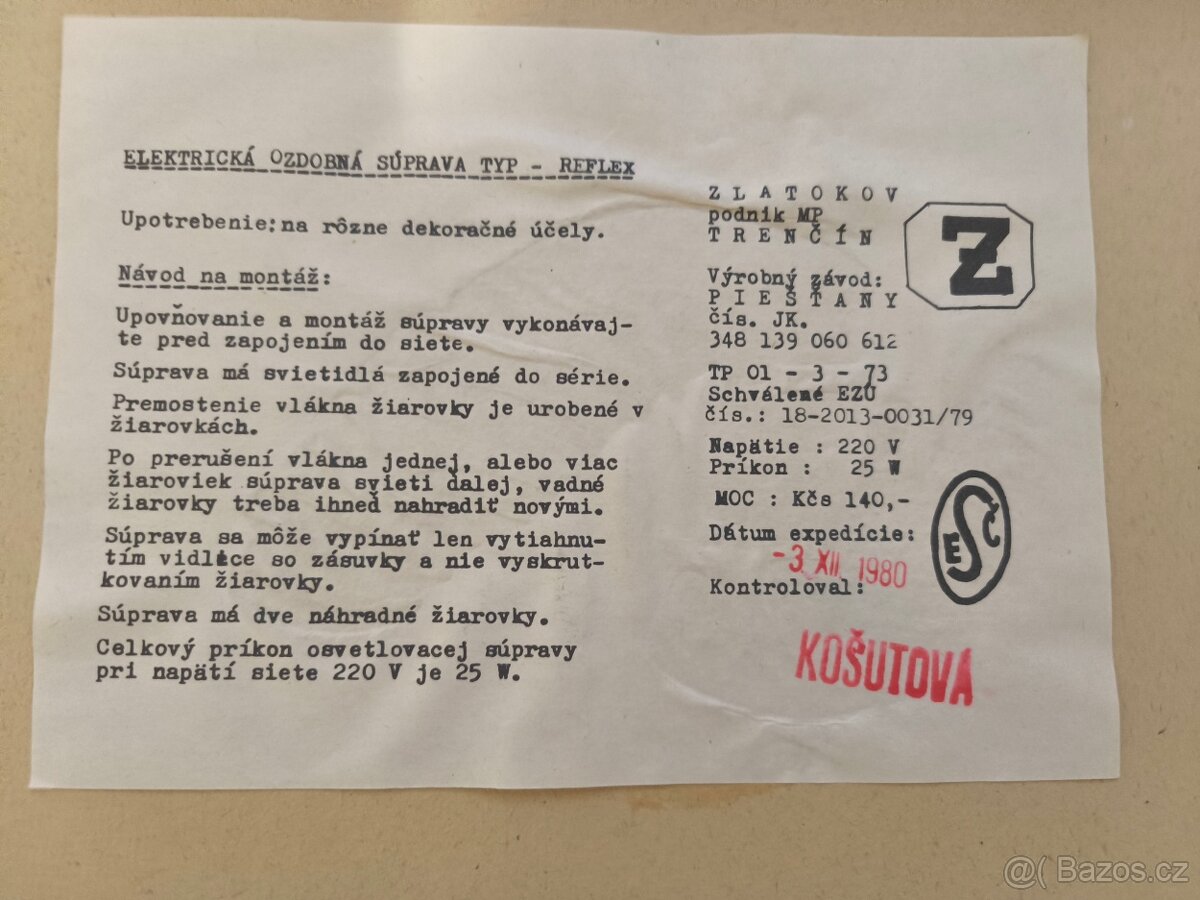 ELEKTRICKÁ OZDOBNÁ SÚPRAVA TYP - REFLEX
Upotrebenie: na rôzne dekoračné účely.
Návod na montáž:
Upovňovanie a montáž súpravy vykonávaj-
te pred zapojením do siete.
Súprava má svietidlá zapojené do série.
Premostenie vlákna žiarovky je urobené v
žiarovkách.
Po prerušení vlákna jednej, alebo viac
žiaroviek súprava svieti ďalej, vadné
žiarovky treba ihneď nahradiť novými.
Súprava sa môže vypínať len vytiahnu-
tím vidlice so zásuvky a nie vyskrut-
kovaním žiarovky.
Súprava má dve náhradné žiarovky.
Celkový príkon osvetlovacej súpravy
pri napätí siete 220 V je 25 W.
ZLATOKOV
podnik MP
TRENČÍN
Z
Výrobný závod:
PIEŠŤANY
čís. JK.
348 139 060 612
TP 01 - 3 - 73
Schválené EZÚ
čís.: 18-2013-0031/79
Napätie : 220 V
Príkon : 25 W
MOC : Kčs 140,-
Dátum expedície:
-3 XII 1980
Kontroloval:
ESČ
KOŠUTOVÁ
@( Bazos.cz